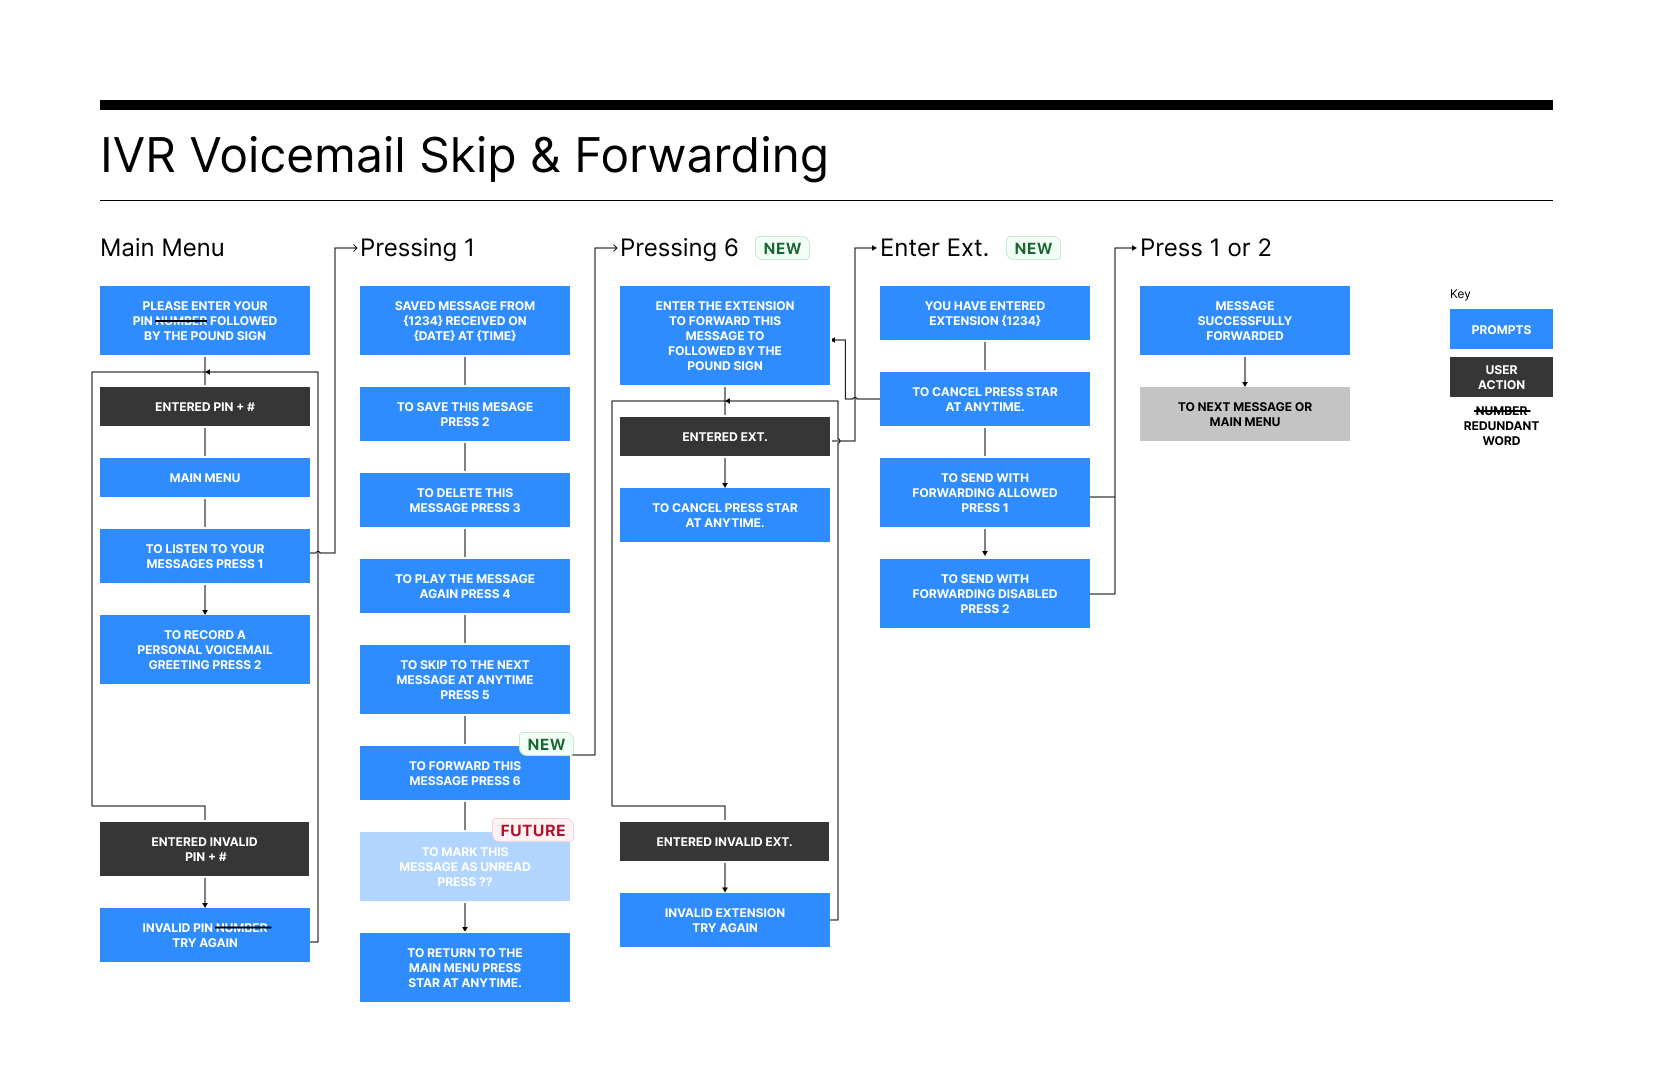 IVR Voicemail Skip & Forwarding
Main Menu
PLEASE ENTER YOUR
PIN NUMBER FOLLOWED
BY THE POUND SIGN
ENTERED PIN + #
MAIN MENU
TO LISTEN TO YOUR
MESSAGES PRESS 1
TO RECORD A
PERSONAL VOICEMAIL
GREETING PRESS 2
ENTERED INVALID
PIN + #
INVALID PIN NUMBER
TRY AGAIN
Pressing 1
SAVED MESSAGE FROM
{1234} RECEIVED ON
{DATE} AT {TIME}
TO SAVE THIS MESAGE
PRESS 2
TO DELETE THIS
MESSAGE PRESS 3
TO PLAY THE MESSAGE
AGAIN PRESS 4
TO SKIP TO THE NEXT
MESSAGE AT ANYTIME
PRESS 5
NEW
TO FORWARD THIS
MESSAGE PRESS 6
FUTURE
TO MARK THIS
MESSAGE AS UNREAD
PRESS ??
TO RETURN TO THE
MAIN MENU PRESS
STAR AT ANYTIME.
Pressing 6 NEW
ENTER THE EXTENSION
TO FORWARD THIS
MESSAGE TO
FOLLOWED BY THE
POUND SIGN
ENTERED EXT.
TO CANCEL PRESS STAR
AT ANYTIME.
ENTERED INVALID EXT.
INVALID EXTENSION
TRY AGAIN
Enter Ext. NEW
YOU HAVE ENTERED
EXTENSION {1234}
TO CANCEL PRESS STAR
AT ANYTIME.
TO SEND WITH
FORWARDING ALLOWED
PRESS 1
TO SEND WITH
FORWARDING DISABLED
PRESS 2
Press 1 or 2
MESSAGE
SUCCESSFULLY
FORWARDED
TO NEXT MESSAGE OR
MAIN MENU
Key
PROMPTS
USER
ACTION
NUMBER
REDUNDANT
WORD